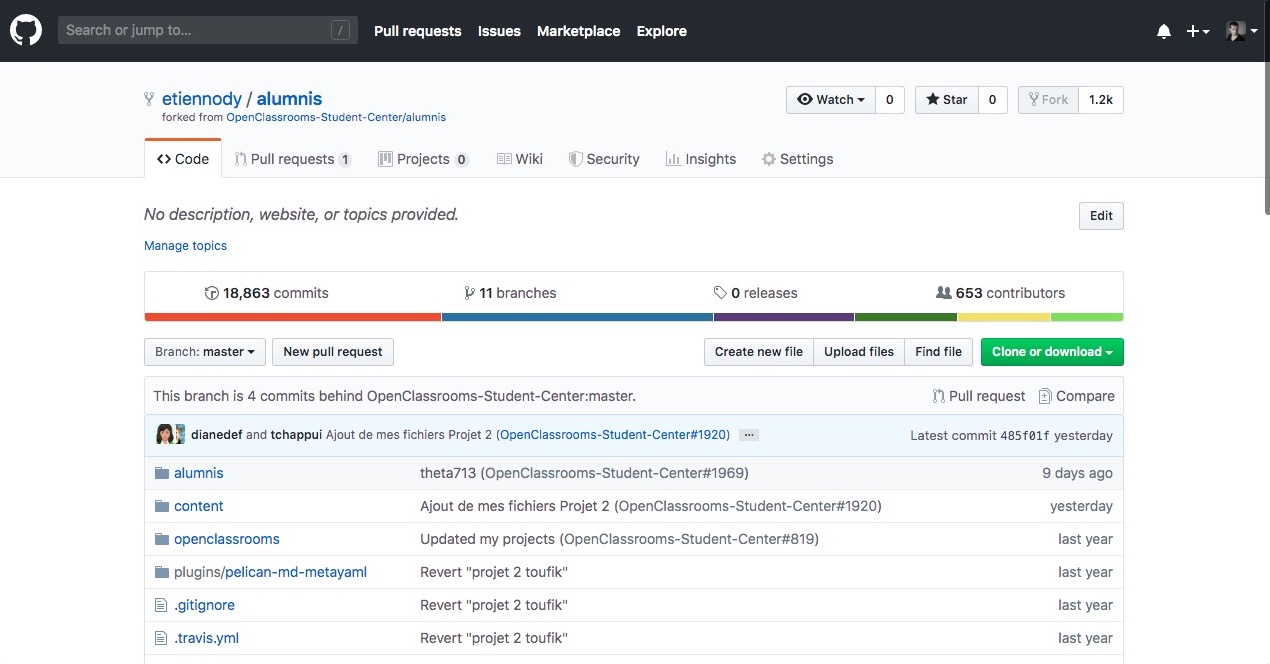 Search or jump to... / Pull requests Issues Marketplace Explore
etiennody / alumnis Watch 0 Star 0 Fork 1.2k
forked from OpenClassrooms-Student-Center/alumnis
Code Pull requests 1 Projects 0 Wiki Security Insights Settings
No description, website, or topics provided. Edit
Manage topics
18,863 commits 11 branches 0 releases 653 contributors
Branch: master New pull request Create new file Upload files Find file Clone or download
This branch is 4 commits behind OpenClassrooms-Student-Center:master. Pull request Compare
dianedef and tchappui Ajout de mes fichiers Projet 2 (OpenClassrooms-Student-Center#1920) ... Latest commit 485f01f yesterday
alumnis theta713 (OpenClassrooms-Student-Center#1969) 9 days ago
content Ajout de mes fichiers Projet 2 (OpenClassrooms-Student-Center#1920) yesterday
openclassrooms Updated my projects (OpenClassrooms-Student-Center#819) last year
plugins/pelican-md-metayaml Revert "projet 2 toufik" last year
.gitignore Revert "projet 2 toufik" last year
.travis.yml Revert "projet 2 toufik" last year